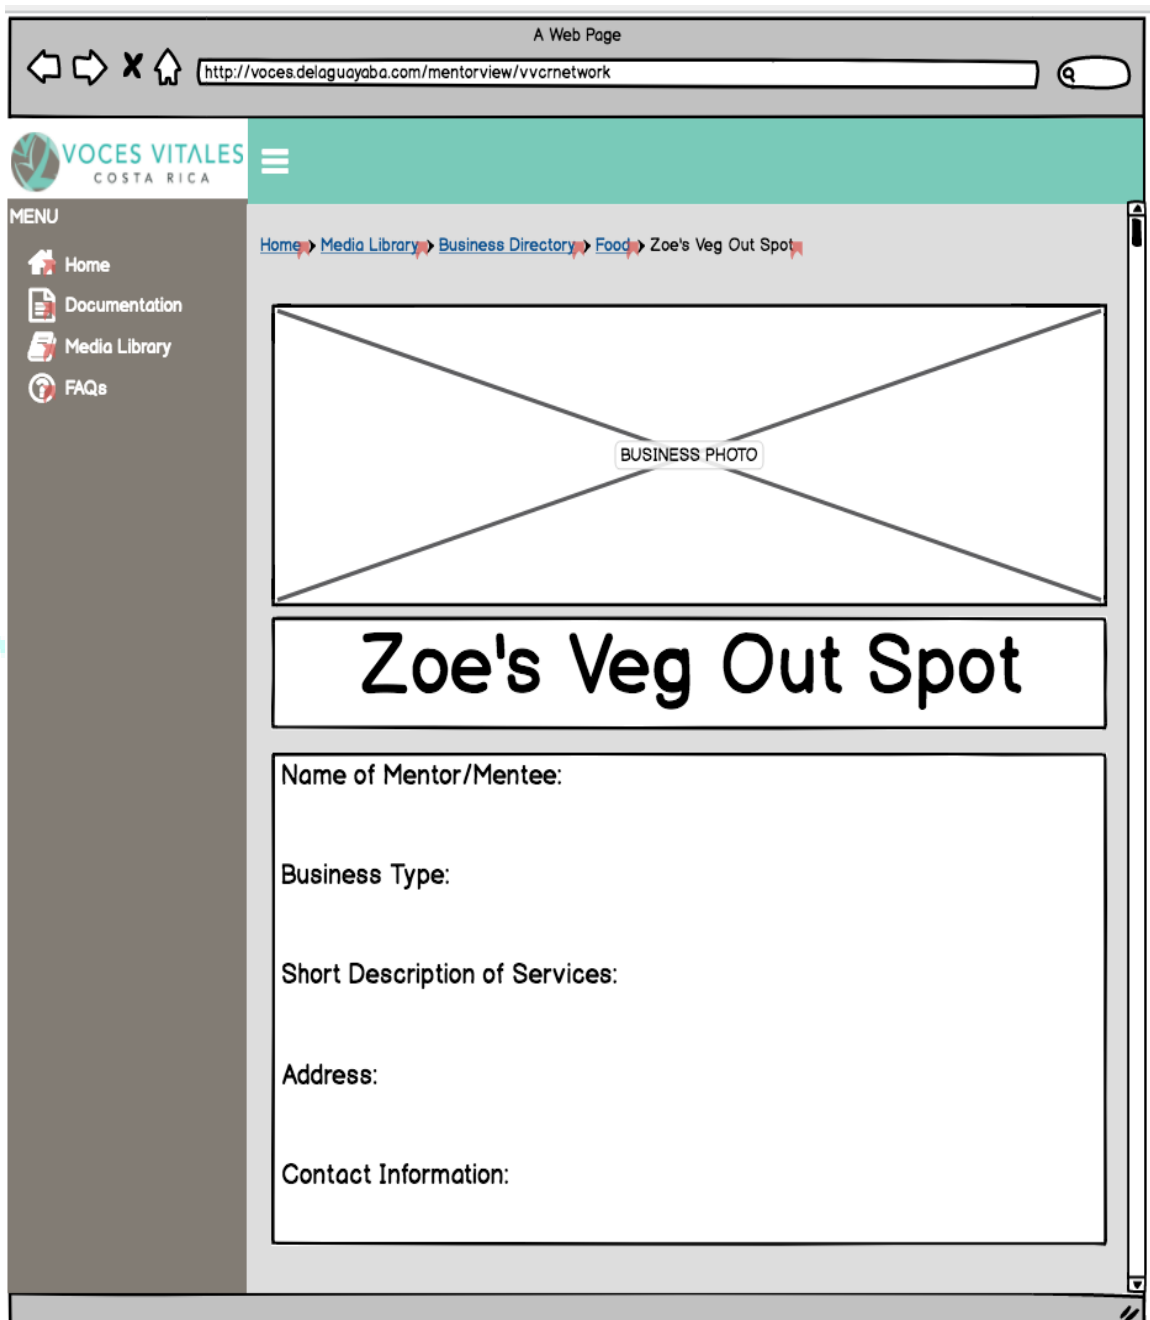 A Web Page
http://voces.delaguayaba.com/mentorview/vvcrnetwork
VOCES VITALES
COSTA RICA
MENU
Home
Documentation
Media Library
FAQs
Home Media Library Business Directory Food Zoe's Veg Out Spot
BUSINESS PHOTO
Zoe's Veg Out Spot
Name of Mentor/Mentee:
Business Type:
Short Description of Services:
Address:
Contact Information: